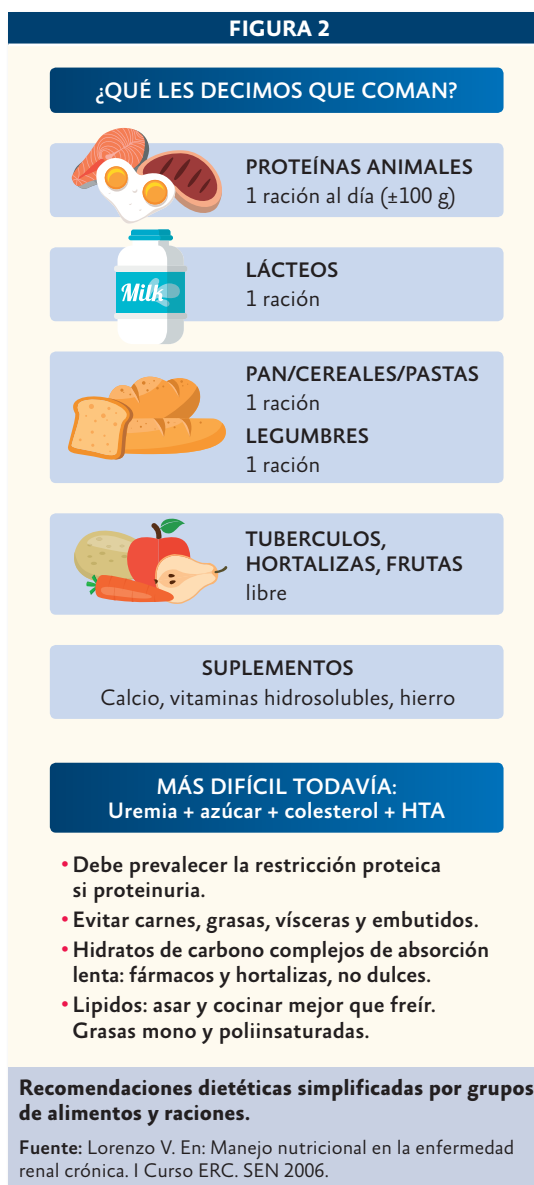 FIGURA 2
¿QUÉ LES DECIMOS QUE COMAN?
PROTEÍNAS ANIMALES
1 ración al día (±100 g)
Milk
LÁCTEOS
1 ración
PAN/CEREALES/PASTAS
1 ración
LEGUMBRES
1 ración
TUBERCULOS,
HORTALIZAS, FRUTAS
libre
SUPLEMENTOS
Calcio, vitaminas hidrosolubles, hierro
MÁS DIFÍCIL TODAVÍA:
Uremia + azúcar + colesterol + HTA
• Debe prevalecer la restricción proteica
si proteinuria.
• Evitar carnes, grasas, vísceras y embutidos.
• Hidratos de carbono complejos de absorción
lenta: fármacos y hortalizas, no dulces.
• Lipidos: asar y cocinar mejor que freír.
Grasas mono y poliinsaturadas.
Recomendaciones dietéticas simplificadas por grupos
de alimentos y raciones.
Fuente: Lorenzo V. En: Manejo nutricional en la enfermedad
renal crónica. I Curso ERC. SEN 2006.